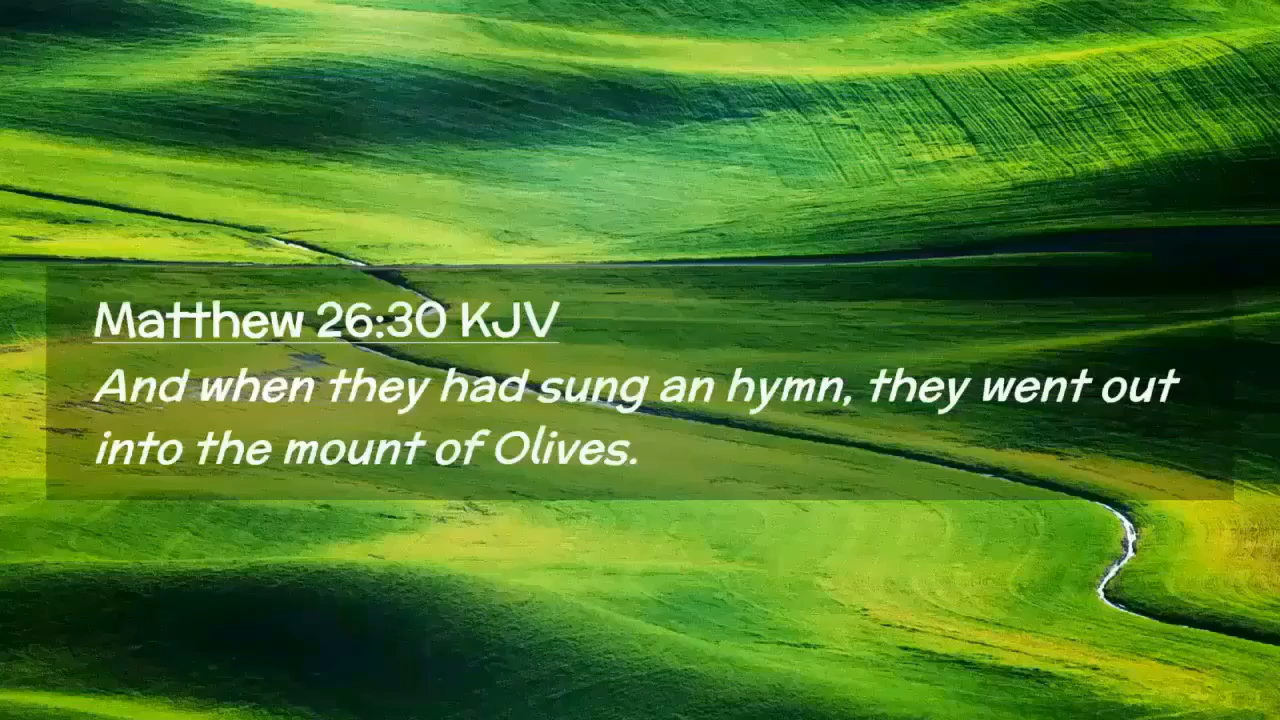 Matthew 26:30 KJV
And when they had sung an hymn, they went out
into the mount of Olives.